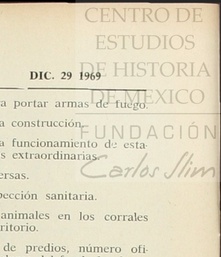 CENTRO DE
ESTUDIOS
DE HISTORIA
DE MEXICO
FUNDACIÓN
Carlos Slim
DIC. 29 1969
a portar armas de fuego.
a construcción.
a funcionamiento de esta-
s extraordinarias.
ersas.
pección sanitaria.
animales en los corrales
ritorio.
de predios, número ofi-